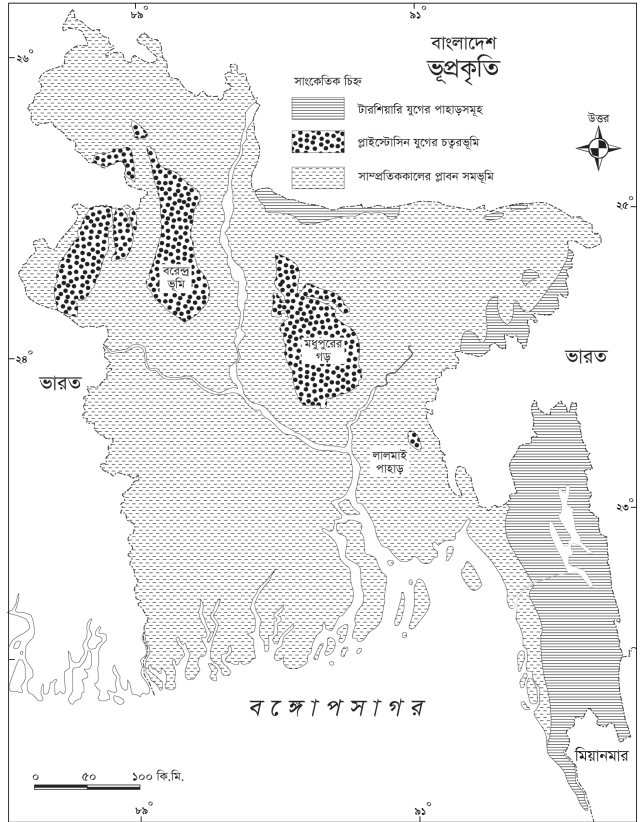 ৮৯°
৯১°
বাংলাদেশ
ভূপ্রকৃতি
২৬°
সাংকেতিক চিহ্ন
টারশিয়ারি যুগের পাহাড়সমূহ
প্লাইস্টোসিন যুগের চত্বরভূমি
সাম্প্রতিককালের প্লাবন সমভূমি
উত্তর
২৫°
বরেন্দ্র
ভূমি
মধুপুরের
গড়
২৪°
ভারত
ভারত
লালমাই
পাহাড়
২৩°
বঙ্গোপসাগর
মিয়ানমার
০ ৫০ ১০০ কি.মি.
৮৯°
৯১°